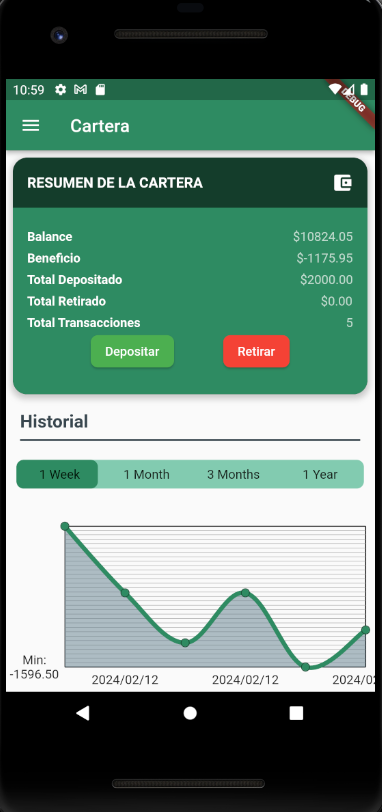 10:59
DEBUG
Cartera
RESUMEN DE LA CARTERA
Balance $10824.05
Beneficio $-1175.95
Total Depositado $2000.00
Total Retirado $0.00
Total Transacciones 5
Depositar Retirar
Historial
1 Week 1 Month 3 Months 1 Year
Min:
-1596.50
2024/02/12 2024/02/12 2024/02